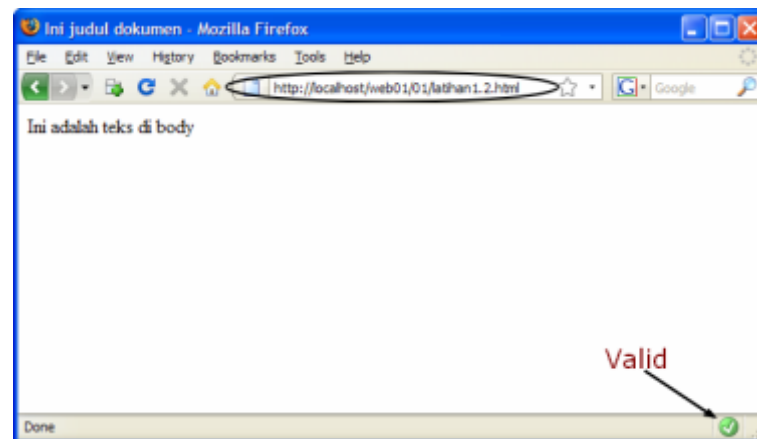 Ini judul dokumen - Mozilla Firefox
File Edit View History Bookmarks Tools Help
http://localhost/web01/01/latihan1.2.html G Google
Ini adalah teks di body
Valid
Done